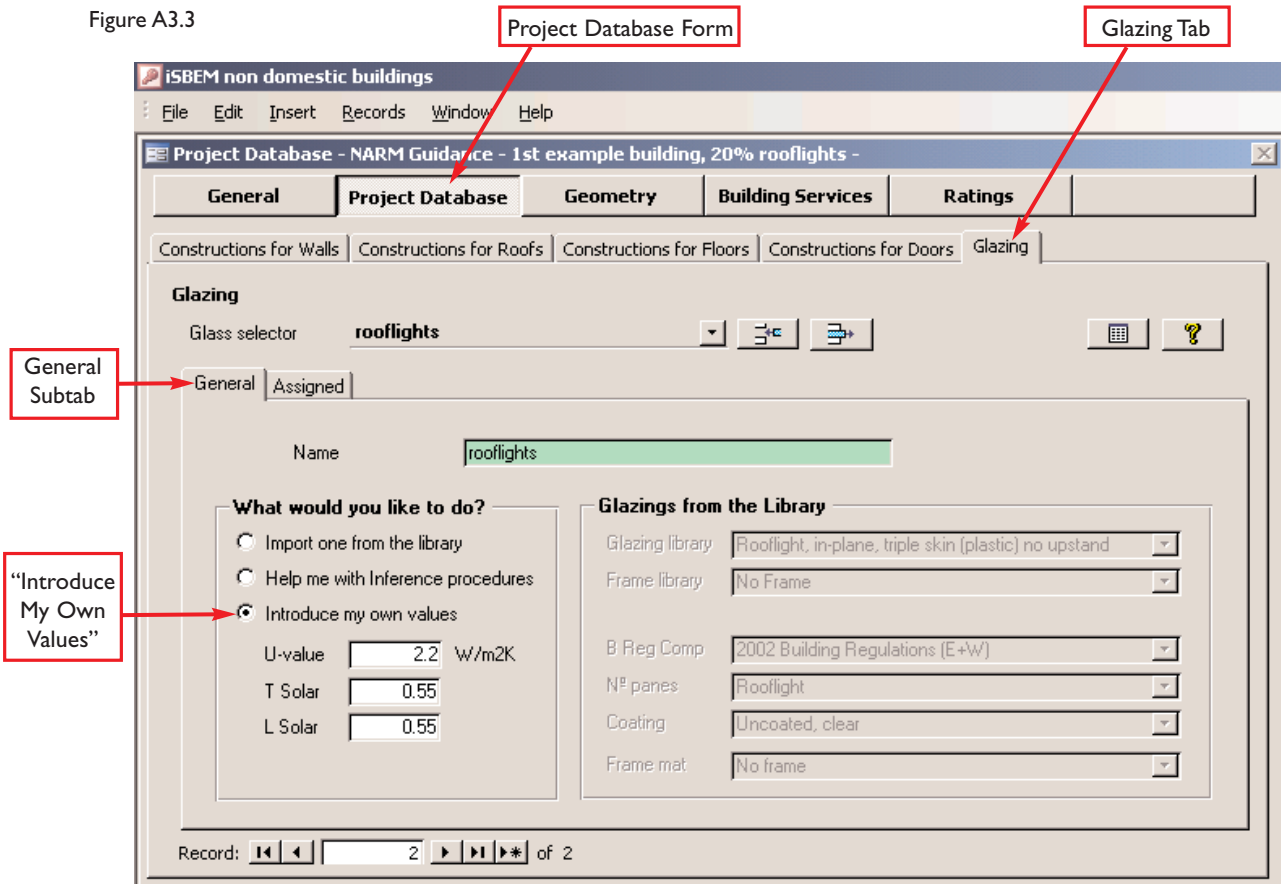 Figure A3.3
Project Database Form
Glazing Tab
iSBEM non domestic buildings
File Edit Insert Records Window Help
Project Database - NARM Guidance - 1st example building, 20% rooflights -
General Project Database Geometry Building Services Ratings
Constructions for Walls Constructions for Roofs Constructions for Floors Constructions for Doors Glazing
Glazing
Glass selector rooflights
General
Subtab
General Assigned
Name rooflights
What would you like to do?
Import one from the library
Help me with Inference procedures
Introduce my own values
U-value 2.2 W/m2K
T Solar 0.55
L Solar 0.55
"Introduce
My Own
Values"
Glazings from the Library
Glazing library Rooflight, in-plane, triple skin (plastic) no upstand
Frame library No Frame
B Reg Comp 2002 Building Regulations (E+W)
Nº panes Rooflight
Coating Uncoated, clear
Frame mat No frame
Record: 2 of 2